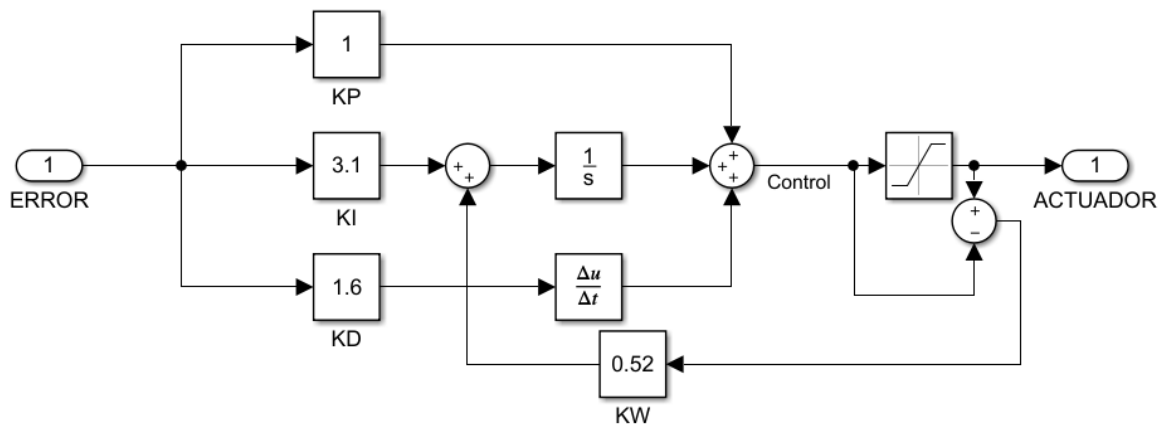 1
KP
1
ERROR
3.1
KI
+
+
1
s
+
+
+
Control
1
ACTUADOR
+
−
1.6
KD
Δu
Δt
0.52
KW